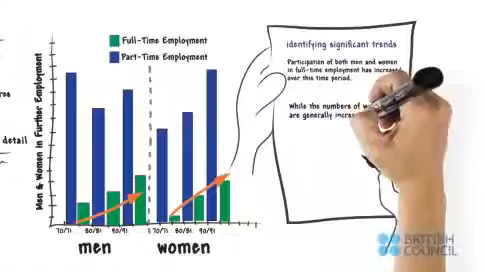 Full-Time Employment
Part-Time Employment
Men & Women in Further Employment
70/71 80/81 90/91 70/71 80/81 90/91
men women
detail
identifying significant trends
Participation of both men and women
in full-time employment has increased
over this time period.
While the numbers of
are generally
BRITISH
COUNCIL